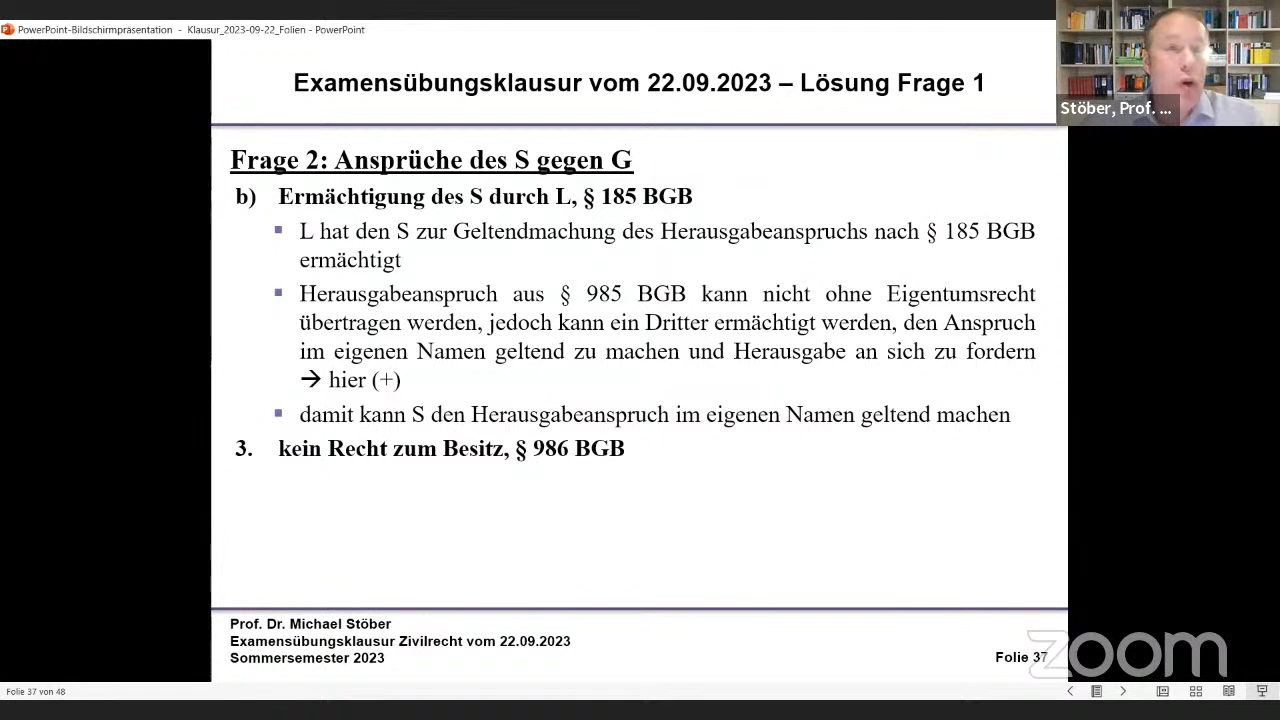 PowerPoint-Bildschirmpräsentation - Klausur_2023-09-22_Folien - PowerPoint
Stöber, Prof. ...
Examensübungsklausur vom 22.09.2023 – Lösung Frage 1
Frage 2: Ansprüche des S gegen G
b) Ermächtigung des S durch L, § 185 BGB
▪ L hat den S zur Geltendmachung des Herausgabeanspruchs nach § 185 BGB
ermächtigt
▪ Herausgabeanspruch aus § 985 BGB kann nicht ohne Eigentumsrecht
übertragen werden, jedoch kann ein Dritter ermächtigt werden, den Anspruch
im eigenen Namen geltend zu machen und Herausgabe an sich zu fordern
→ hier (+)
▪ damit kann S den Herausgabeanspruch im eigenen Namen geltend machen
3. kein Recht zum Besitz, § 986 BGB
Prof. Dr. Michael Stöber
Examensübungsklausur Zivilrecht vom 22.09.2023
Sommersemester 2023
Folie 37
zoom
Folie 37 von 48